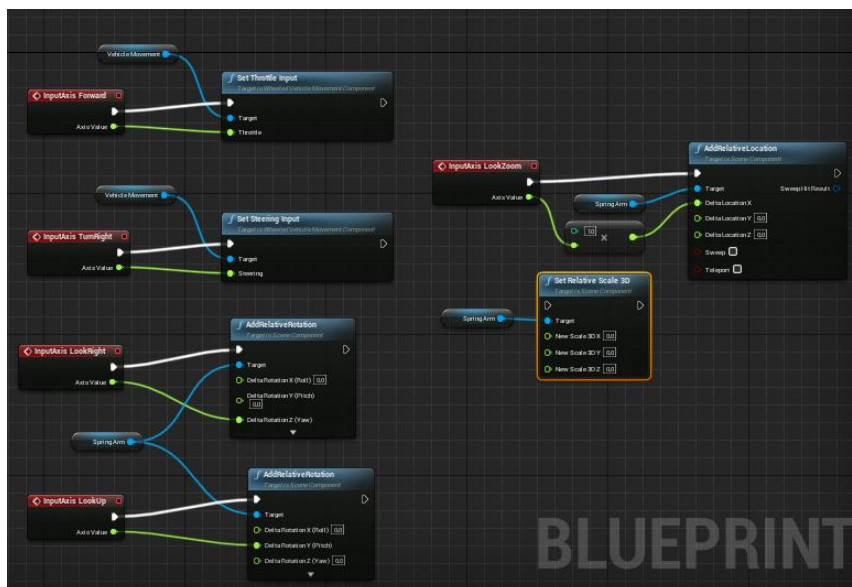 Vehicle Movement
Set Throttle Input
Target is Wheeled Vehicle Movement Component
InputAxis Forward
Axis Value
Target
Throttle
Vehicle Movement
Set Steering Input
Target is Wheeled Vehicle Movement Component
InputAxis TurnRight
Axis Value
Target
Steering
AddRelativeRotation
Target is Scene Component
InputAxis LookRight
Axis Value
Target
Delta Rotation X (Roll) 0,0
Delta Rotation Y (Pitch)
0,0
Delta Rotation Z (Yaw)
Spring Arm
AddRelativeRotation
Target is Scene Component
InputAxis LookUp
Axis Value
Target
Delta Rotation X (Roll) 0,0
Delta Rotation Y (Pitch)
Delta Rotation Z (Yaw) 0,0
InputAxis LookZoom
Axis Value
AddRelativeLocation
Target is Scene Component
Spring Arm
Target
Sweep Hit Result
Delta Location X
Delta Location Y 0,0
Delta Location Z 0,0
Sweep
Teleport
10
×
Set Relative Scale 3D
Target is Scene Component
Spring Arm
Target
New Scale 3D X 0,0
New Scale 3D Y 0,0
New Scale 3D Z 0,0
BLUEPRINT